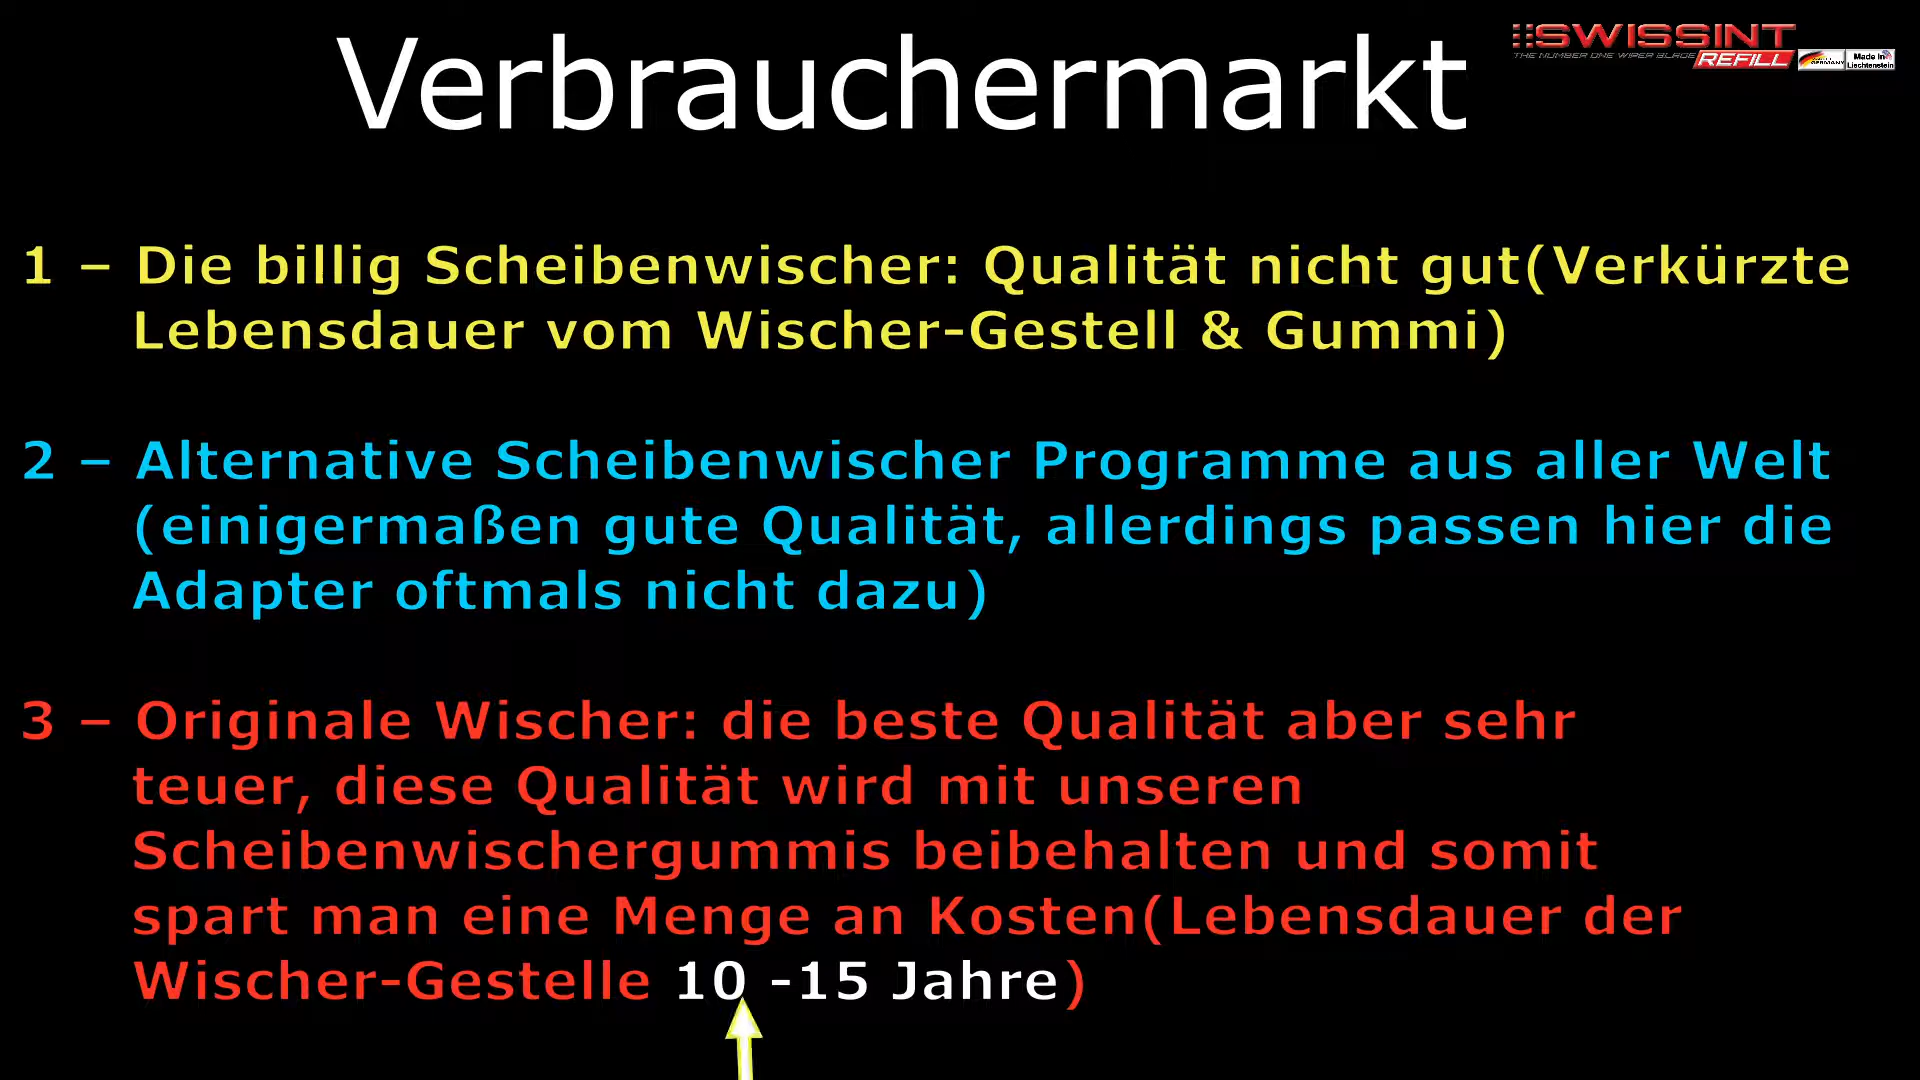 Verbrauchermarkt
::SWISSINT
THE NUMBER ONE WIPER BLADE
REFILL
GERMANY
Made in
Liechtenstein
1 – Die billig Scheibenwischer: Qualität nicht gut(Verkürzte
Lebensdauer vom Wischer-Gestell & Gummi)
2 – Alternative Scheibenwischer Programme aus aller Welt
(einigermaßen gute Qualität, allerdings passen hier die
Adapter oftmals nicht dazu)
3 – Originale Wischer: die beste Qualität aber sehr
teuer, diese Qualität wird mit unseren
Scheibenwischergummis beibehalten und somit
spart man eine Menge an Kosten(Lebensdauer der
Wischer-Gestelle 10 -15 Jahre)